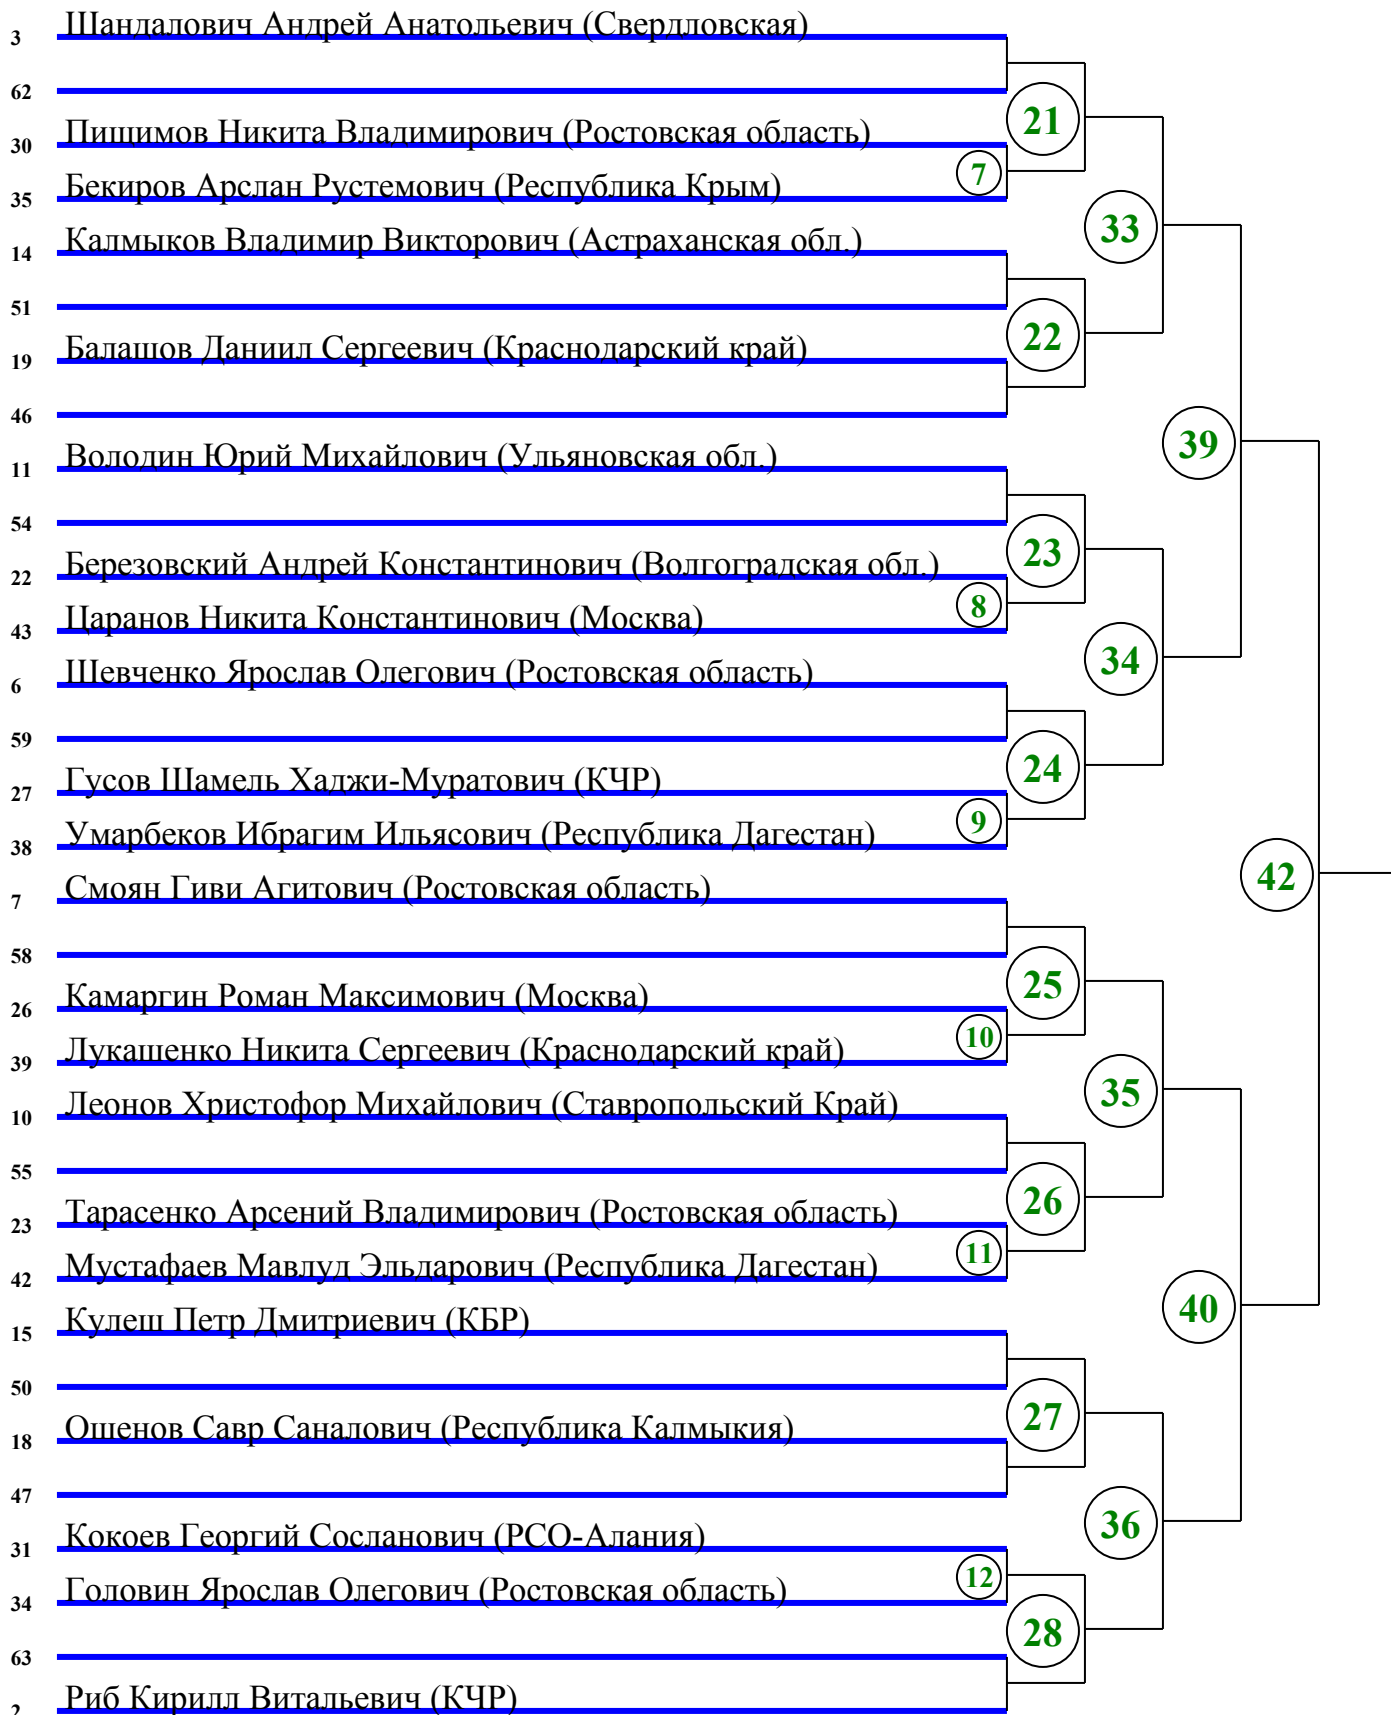 3 Шандалович Андрей Анатольевич (Свердловская)
62
21
30 Пищимов Никита Владимирович (Ростовская область)
7
35 Бекиров Арслан Рустемович (Республика Крым)
33
14 Калмыков Владимир Викторович (Астраханская обл.)
51
22
19 Балашов Даниил Сергеевич (Краснодарский край)
46
39
11 Володин Юрий Михайлович (Ульяновская обл.)
54
23
22 Березовский Андрей Константинович (Волгоградская обл.)
8
43 Царанов Никита Константинович (Москва)
34
6 Шевченко Ярослав Олегович (Ростовская область)
59
24
27 Гусов Шамель Хаджи-Муратович (КЧР)
9
38 Умарбеков Ибрагим Ильясович (Республика Дагестан)
42
7 Смоян Гиви Агитович (Ростовская область)
58
25
26 Камаргин Роман Максимович (Москва)
10
39 Лукашенко Никита Сергеевич (Краснодарский край)
35
10 Леонов Христофор Михайлович (Ставропольский Край)
55
26
23 Тарасенко Арсений Владимирович (Ростовская область)
11
42 Мустафаев Мавлуд Эльдарович (Республика Дагестан)
40
15 Кулеш Петр Дмитриевич (КБР)
50
27
18 Ошенов Савр Саналович (Республика Калмыкия)
47
36
31 Кокоев Георгий Сосланович (РСО-Алания)
12
34 Головин Ярослав Олегович (Ростовская область)
28
63
2 Риб Кирилл Витальевич (КЧР)